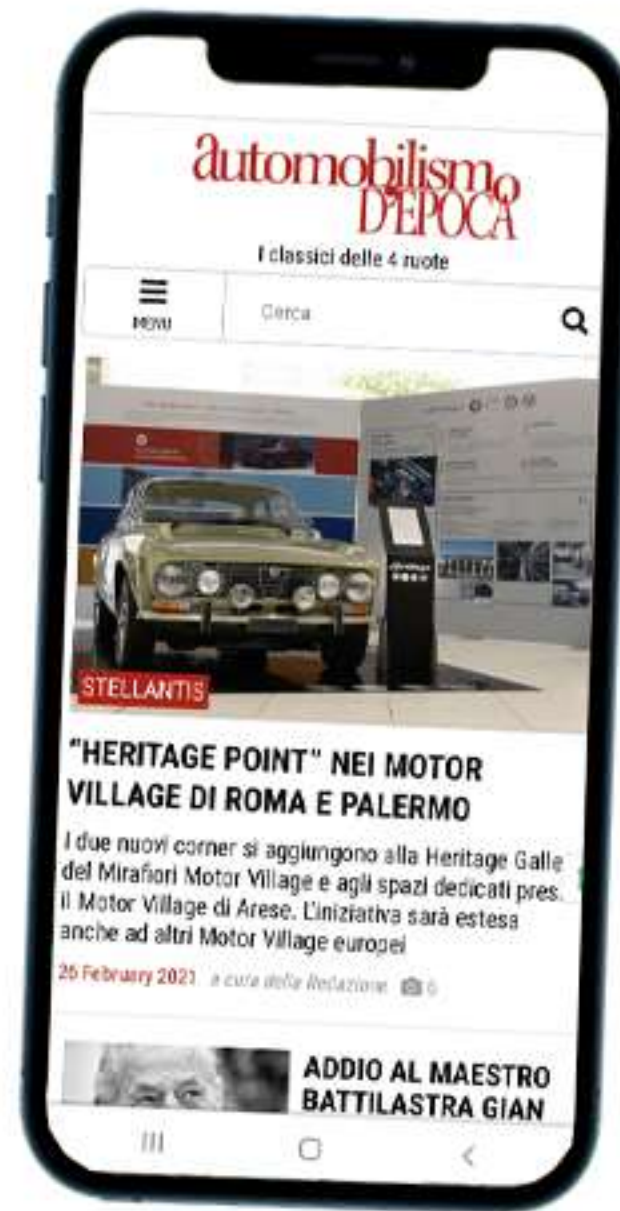 automobilismo
D'EPOCA
I classici delle 4 ruote
MENU
Cerca
STELLANTIS
"HERITAGE POINT" NEI MOTOR
VILLAGE DI ROMA E PALERMO
I due nuovi corner si aggiungono alla Heritage Galle
del Mirafiori Motor Village e agli spazi dedicati pres
il Motor Village di Arese. L'iniziativa sarà estesa
anche ad altri Motor Village europei
26 February 2021 a cura della Redazione 6
ADDIO AL MAESTRO
BATTILASTRA GIAN